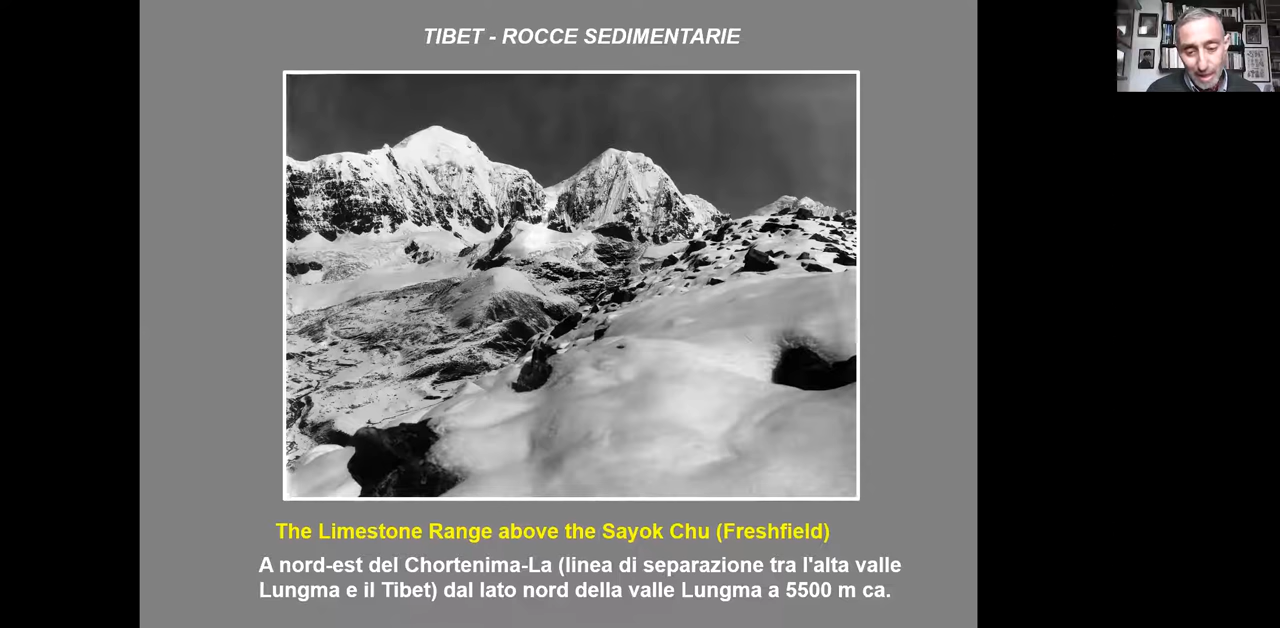 TIBET - ROCCE SEDIMENTARIE
The Limestone Range above the Sayok Chu (Freshfield)
A nord-est del Chortenima-La (linea di separazione tra l'alta valle
Lungma e il Tibet) dal lato nord della valle Lungma a 5500 m ca.